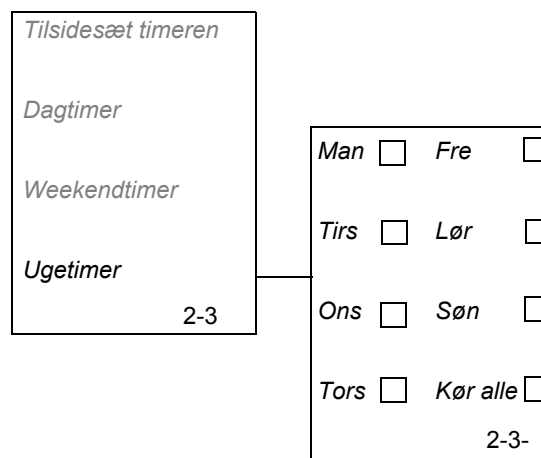 Tilsidesæt timeren
Dagtimer
Weekendtimer
Ugetimer
2-3
Man Fre
Tirs Lør
Ons Søn
Tors Kør alle
2-3-